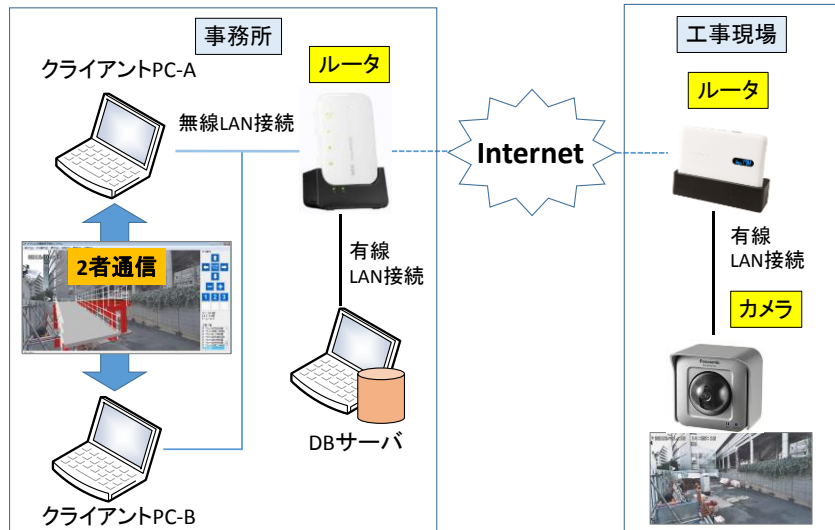 事務所
クライアントPC-A
ルータ
無線LAN接続
2者通信
有線
LAN接続
DBサーバ
クライアントPC-B
Internet
工事現場
ルータ
有線
LAN接続
カメラ
Panasonic